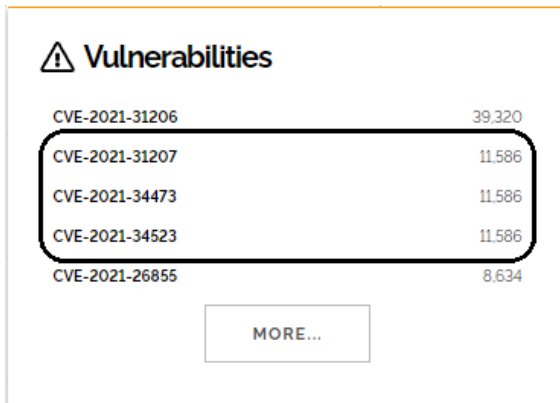 Vulnerabilities
CVE-2021-31206 39,320
CVE-2021-31207 11,586
CVE-2021-34473 11,586
CVE-2021-34523 11,586
CVE-2021-26855 8,634
MORE...